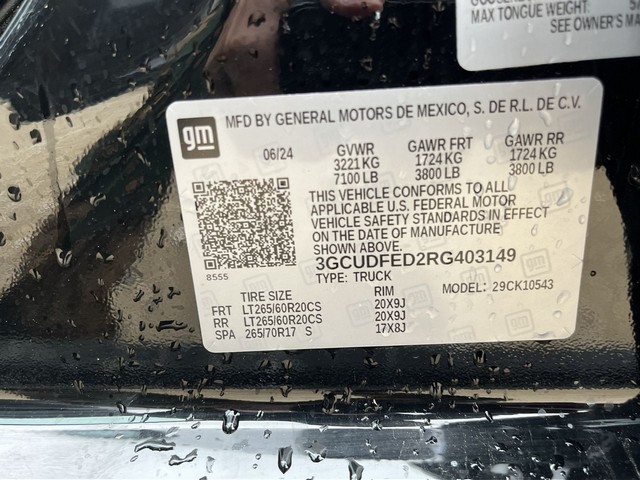 MAX TONGUE WEIGHT:
SEE OWNER'S
gm
MFD BY GENERAL MOTORS DE MEXICO, S. DE R.L. DE C.V.
06/24 GVWR GAWR FRT GAWR RR
3221 KG 1724 KG 1724 KG
7100 LB 3800 LB 3800 LB
THIS VEHICLE CONFORMS TO ALL
APPLICABLE U.S. FEDERAL MOTOR
VEHICLE SAFETY STANDARDS IN EFFECT
ON THE DATE OF MANUFACTURE
SHOWN ABOVE.
3GCUDFED2RG403149
8555 TYPE: TRUCK MODEL: 29CK10543
TIRE SIZE RIM
FRT LT265/60R20CS 20X9J
RR LT265/60R20CS 20X9J
SPA 265/70R17 S 17X8J